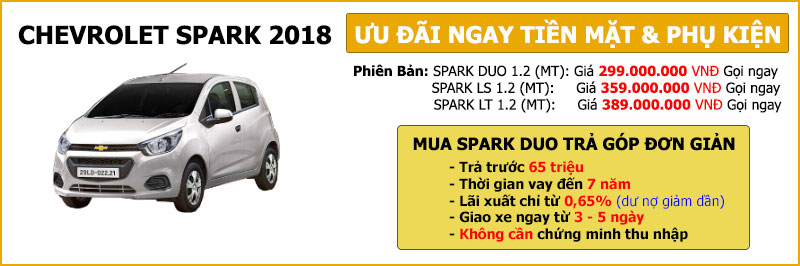 CHEVROLET SPARK 2018
ƯU ĐÃI NGAY TIỀN MẶT & PHỤ KIỆN
Phiên Bản: SPARK DUO 1.2 (MT): Giá 299.000.000 VNĐ Gọi ngay
SPARK LS 1.2 (MT): Giá 359.000.000 VNĐ Gọi ngay
SPARK LT 1.2 (MT): Giá 389.000.000 VNĐ Gọi ngay
MUA SPARK DUO TRẢ GÓP ĐƠN GIẢN
- Trả trước 65 triệu
- Thời gian vay đến 7 năm
- Lãi xuất chỉ từ 0,65% (dư nợ giảm dần)
- Giao xe ngay từ 3 - 5 ngày
- Không cần chứng minh thu nhập
29LD-022.21